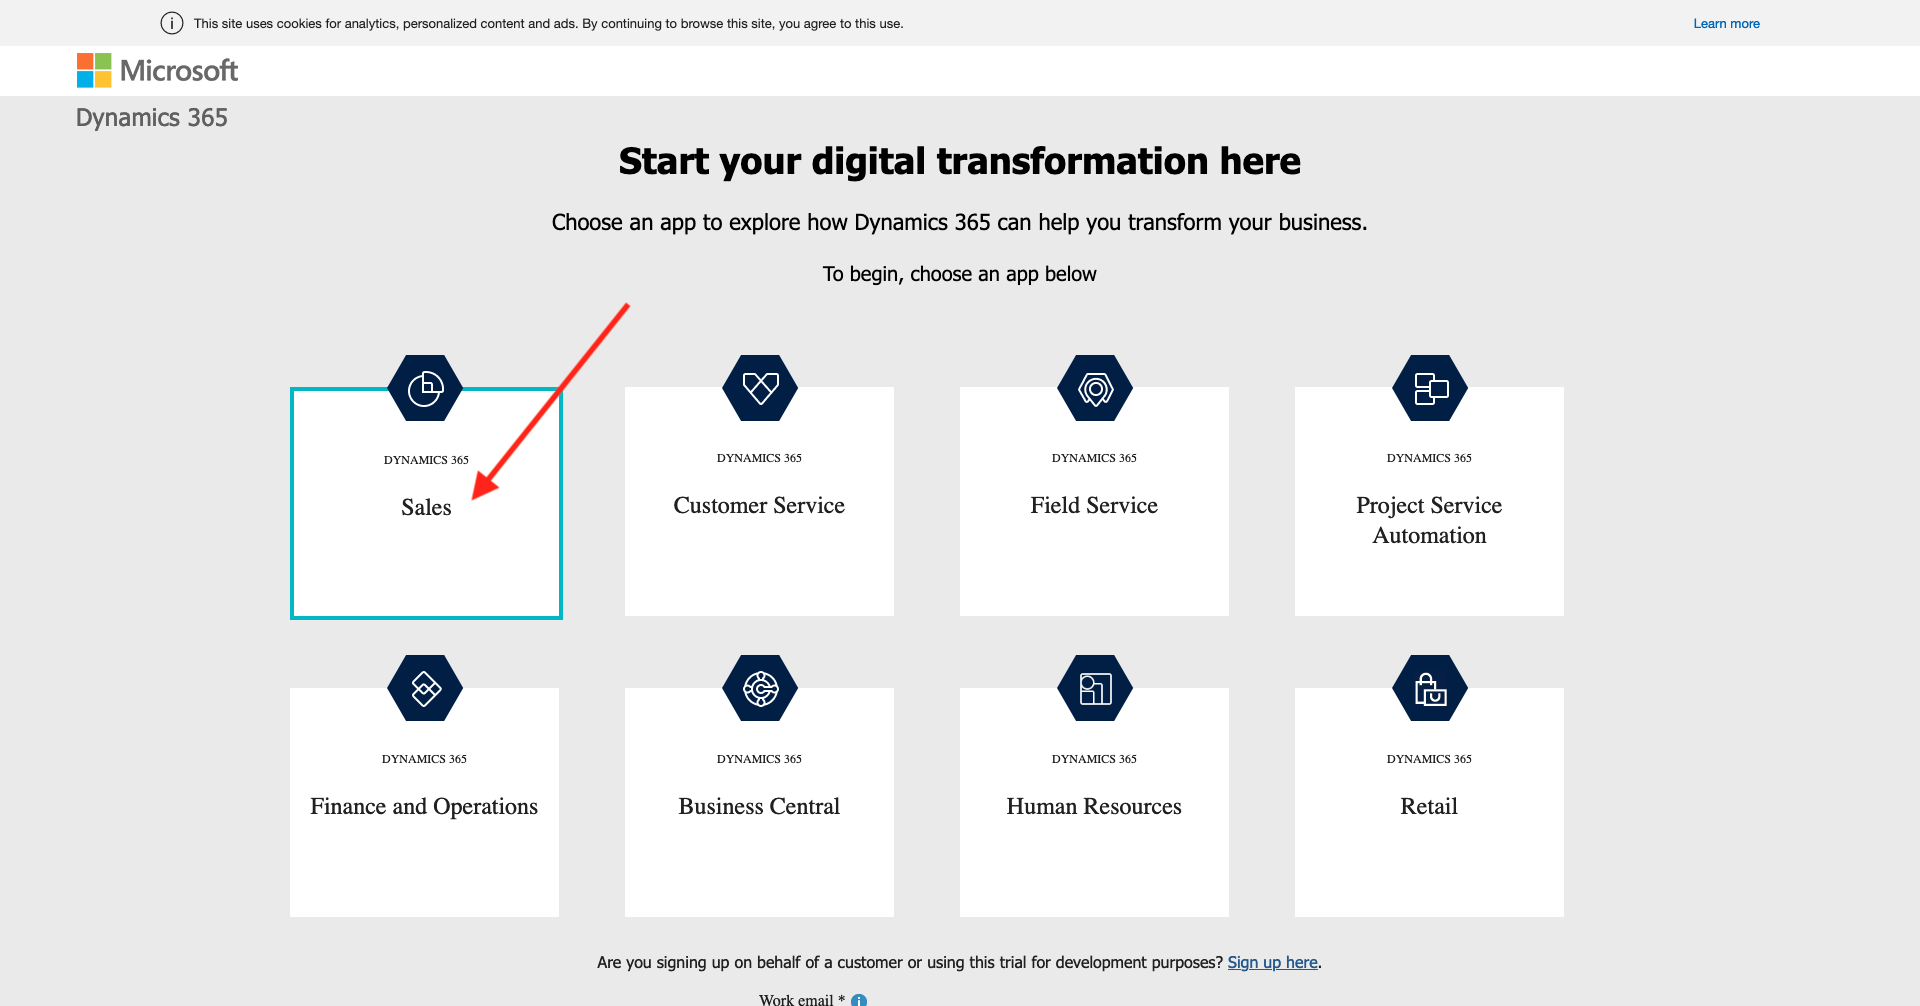 This site uses cookies for analytics, personalized content and ads. By continuing to browse this site, you agree to this use.
Learn more
Microsoft
Dynamics 365
Start your digital transformation here
Choose an app to explore how Dynamics 365 can help you transform your business.
To begin, choose an app below
DYNAMICS 365
Sales
DYNAMICS 365
Customer Service
DYNAMICS 365
Field Service
DYNAMICS 365
Project Service
Automation
DYNAMICS 365
Finance and Operations
DYNAMICS 365
Business Central
DYNAMICS 365
Human Resources
DYNAMICS 365
Retail
Are you signing up on behalf of a customer or using this trial for development purposes? Sign up here.
Work email *